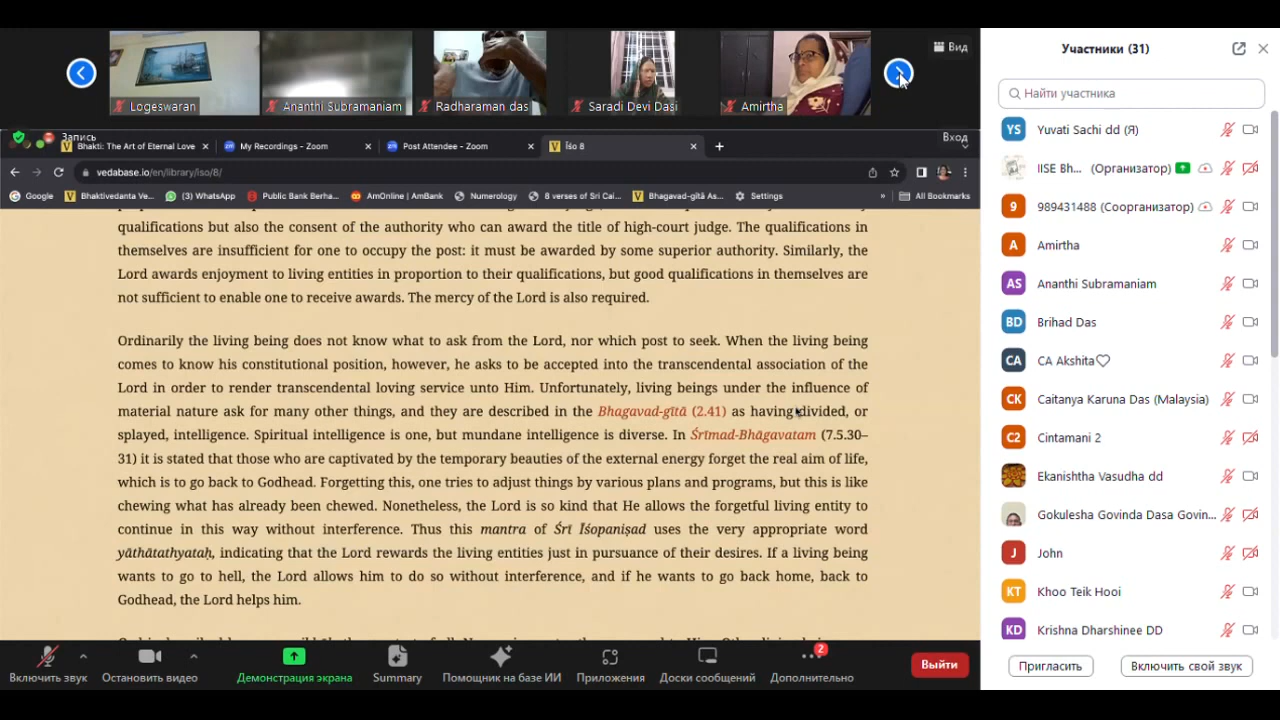 Вид
Logeswaran
Ananthi Subramaniam
Radharaman das
Saradi Devi Dasi
Amirtha
Запись
Вход
Bhakti: The Art of Eternal Love
My Recordings - Zoom
Post Attendee - Zoom
Īśo 8
vedabase.io/en/library/iso/8/
Google
Bhaktivedanta Ve...
(3) WhatsApp
Public Bank Berha...
AmOnline | AmBank
Numerology
8 verses of Sri Cai...
Bhagavad-gītā As...
Settings
All Bookmarks
qualifications but also the consent of the authority who can award the title of high-court judge. The qualifications in
themselves are insufficient for one to occupy the post: it must be awarded by some superior authority. Similarly, the
Lord awards enjoyment to living entities in proportion to their qualifications, but good qualifications in themselves are
not sufficient to enable one to receive awards. The mercy of the Lord is also required.
Ordinarily the living being does not know what to ask from the Lord, nor which post to seek. When the living being
comes to know his constitutional position, however, he asks to be accepted into the transcendental association of the
Lord in order to render transcendental loving service unto Him. Unfortunately, living beings under the influence of
material nature ask for many other things, and they are described in the Bhagavad-gītā (2.41) as having divided, or
splayed, intelligence. Spiritual intelligence is one, but mundane intelligence is diverse. In Śrīmad-Bhāgavatam (7.5.30–
31) it is stated that those who are captivated by the temporary beauties of the external energy forget the real aim of life,
which is to go back to Godhead. Forgetting this, one tries to adjust things by various plans and programs, but this is like
chewing what has already been chewed. Nonetheless, the Lord is so kind that He allows the forgetful living entity to
continue in this way without interference. Thus this mantra of Śrī Īśopaniṣad uses the very appropriate word
yāthātathyataḥ, indicating that the Lord rewards the living entities just in pursuance of their desires. If a living being
wants to go to hell, the Lord allows him to do so without interference, and if he wants to go back home, back to
Godhead, the Lord helps him.
Включить звук
Остановить видео
Демонстрация экрана
Summary
Помощник на базе ИИ
Приложения
Доски сообщений
2
Дополнительно
Выйти
Участники (31)
Найти участника
YS Yuvati Sachi dd (Я)
IISE Bh... (Организатор)
9 989431488 (Соорганизатор)
A Amirtha
AS Ananthi Subramaniam
BD Brihad Das
CA CA Akshita♡
CK Caitanya Karuna Das (Malaysia)
C2 Cintamani 2
Ekanishtha Vasudha dd
Gokulesha Govinda Dasa Govin...
J John
KT Khoo Teik Hooi
KD Krishna Dharshinee DD
Пригласить
Включить свой звук